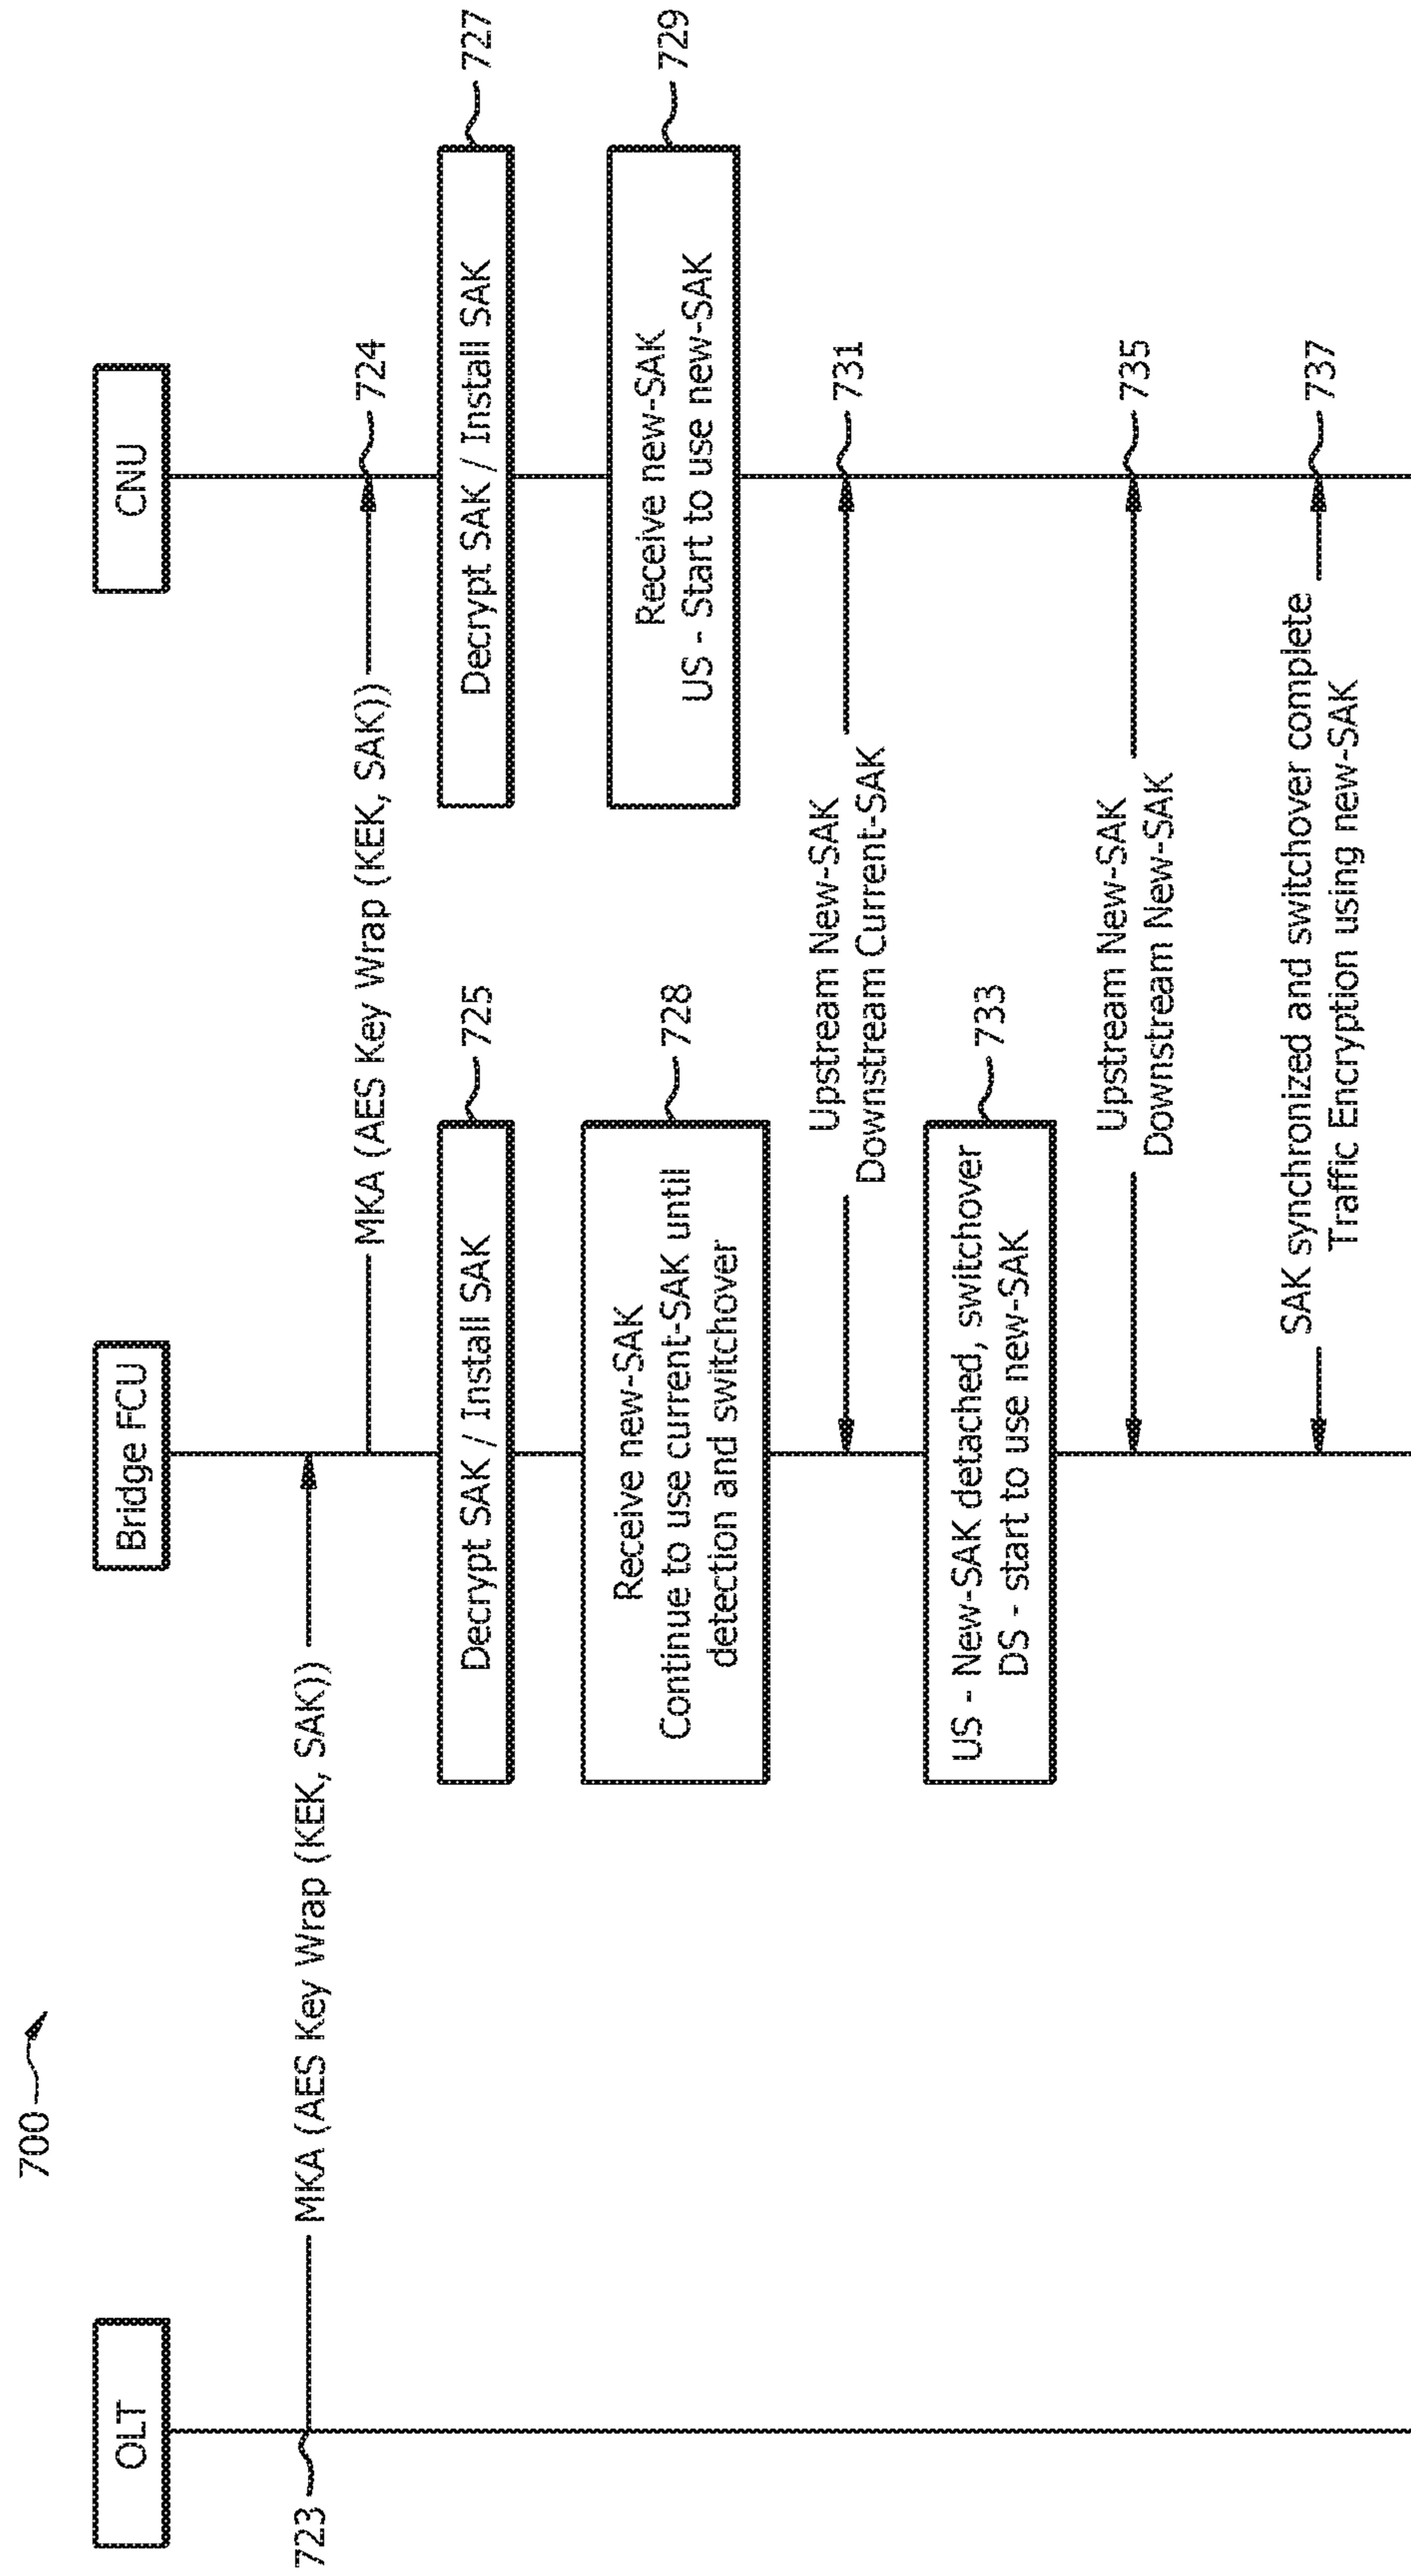 700
OLT
Bridge FCU
CNU
723
MKA (AES Key Wrap (KEK, SAK))
MKA (AES Key Wrap (KEK, SAK))
724
Decrypt SAK / Install SAK
725
Decrypt SAK / Install SAK
727
Receive new-SAK
Continue to use current-SAK until
detection and switchover
728
Receive new-SAK
US - Start to use new-SAK
729
Upstream New-SAK
Downstream Current-SAK
731
US - New-SAK detached, switchover
DS - start to use new-SAK
733
Upstream New-SAK
Downstream New-SAK
735
SAK synchronized and switchover complete
Traffic Encryption using new-SAK
737